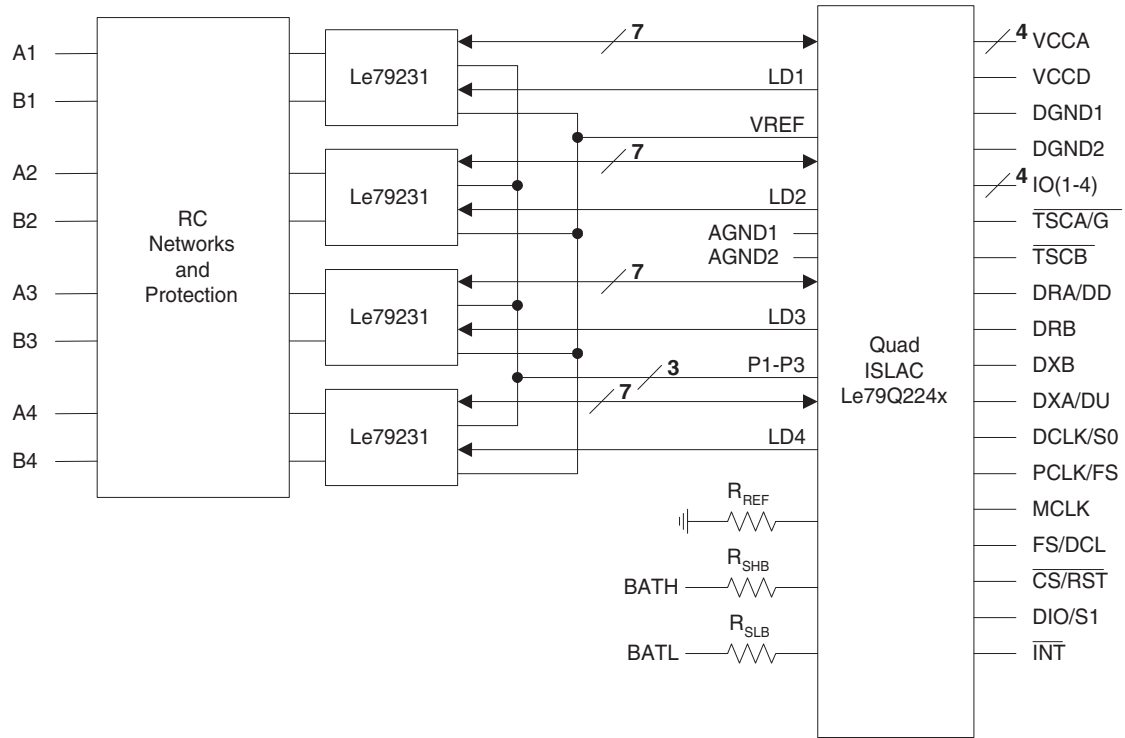 A1
B1
A2
B2
A3
B3
A4
B4
RC
Networks
and
Protection
Le79231
Le79231
Le79231
Le79231
7
LD1
VREF
7
LD2
AGND1
AGND2
7
LD3
3
P1-P3
7
LD4
RREF
BATH
RSHB
BATL
RSLB
Quad
ISLAC
Le79Q224x
4
VCCA
VCCD
DGND1
DGND2
4
IO(1-4)
TSCA/G
TSCB
DRA/DD
DRB
DXB
DXA/DU
DCLK/S0
PCLK/FS
MCLK
FS/DCL
CS/RST
DIO/S1
INT